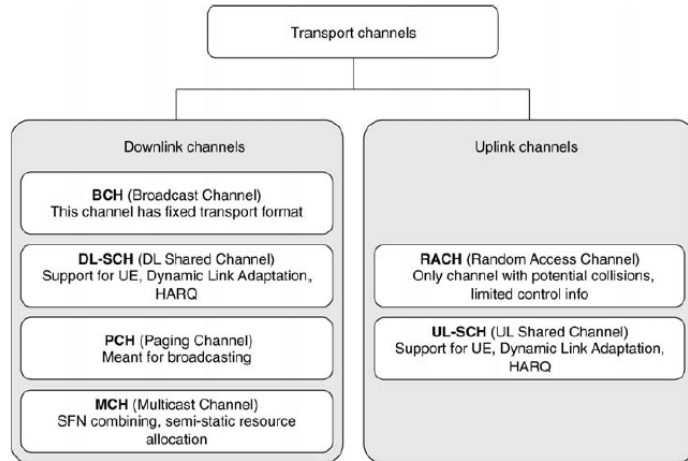 Transport channels
Downlink channels
BCH (Broadcast Channel)
This channel has fixed transport format
DL-SCH (DL Shared Channel)
Support for UE, Dynamic Link Adaptation,
HARQ
PCH (Paging Channel)
Meant for broadcasting
MCH (Multicast Channel)
SFN combining, semi-static resource
allocation
Uplink channels
RACH (Random Access Channel)
Only channel with potential collisions,
limited control info
UL-SCH (UL Shared Channel)
Support for UE, Dynamic Link Adaptation,
HARQ